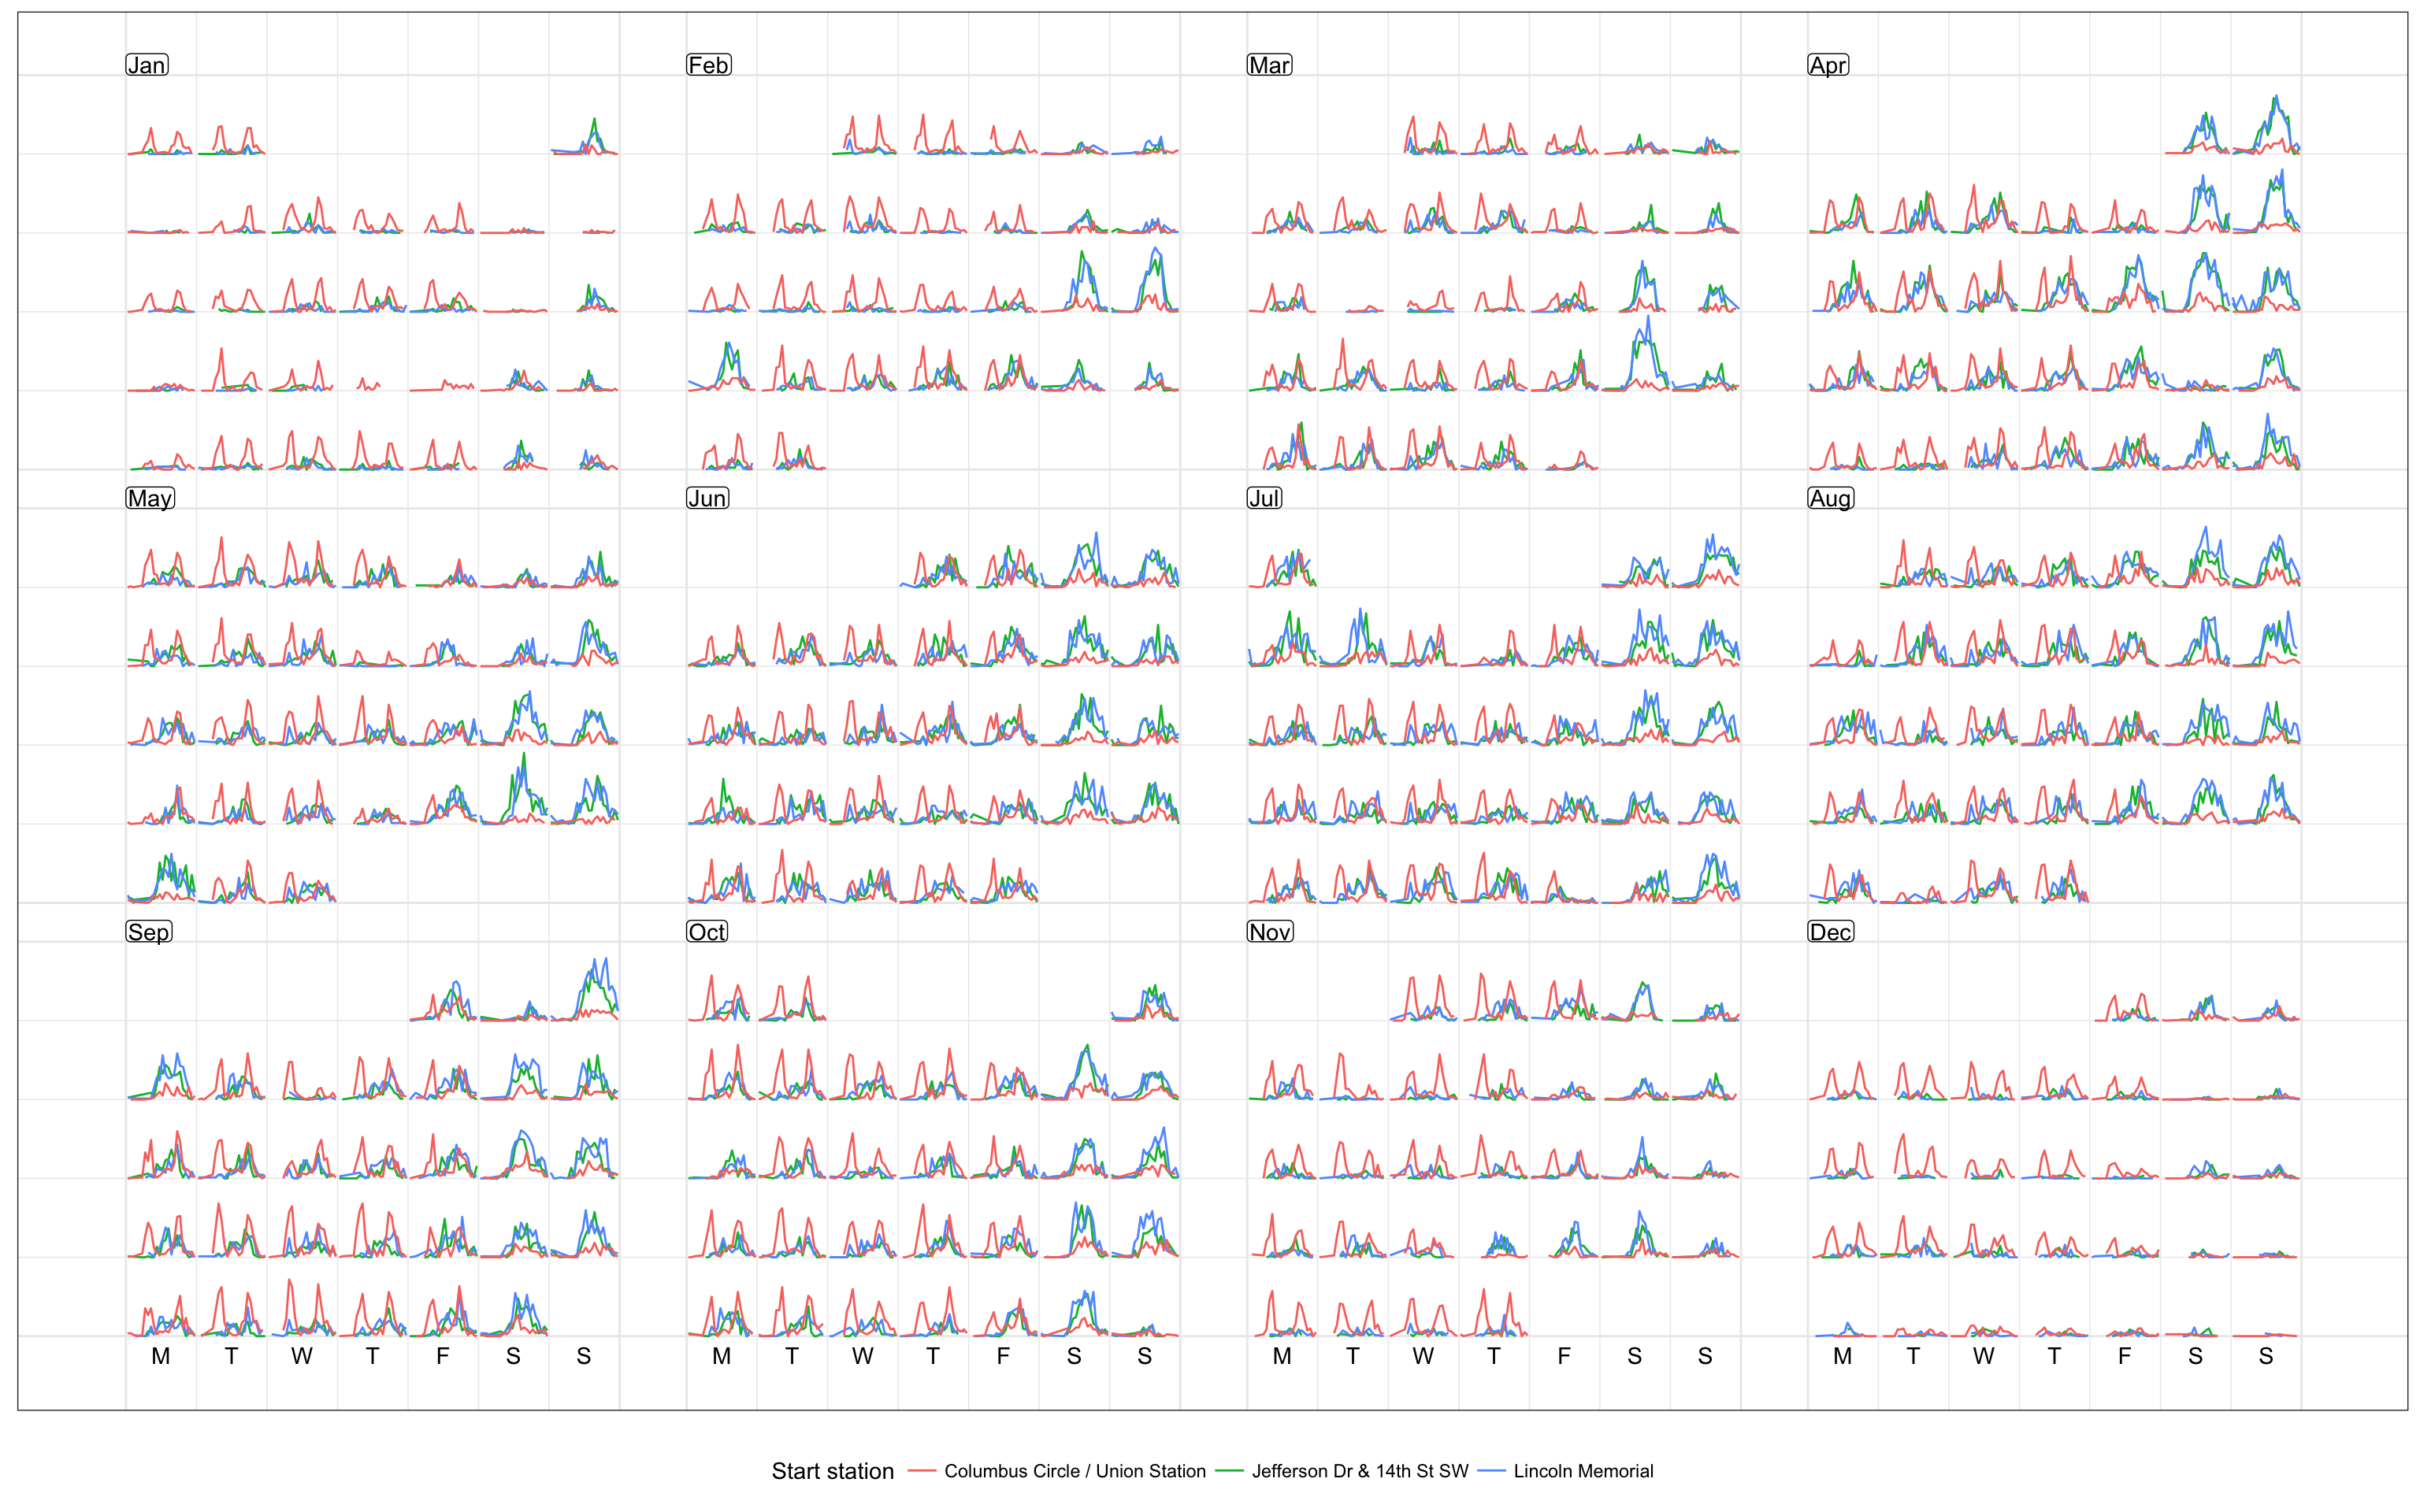 Jan Feb Mar Apr
May Jun Jul Aug
Sep Oct Nov Dec
M T W T F S S M T W T F S S M T W T F S S M T W T F S S
Start station Columbus Circle / Union Station Jefferson Dr & 14th St SW Lincoln Memorial